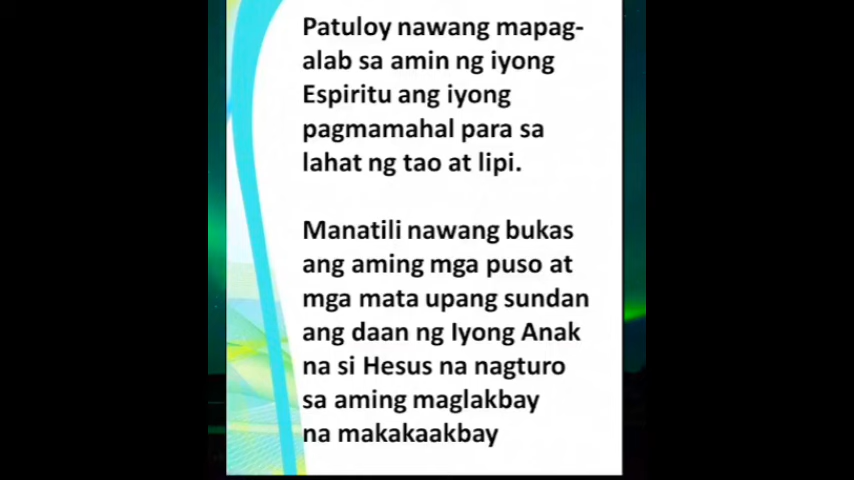 Patuloy nawang mapag-
alab sa amin ng iyong
Espiritu ang iyong
pagmamahal para sa
lahat ng tao at lipi.
Manatili nawang bukas
ang aming mga puso at
mga mata upang sundan
ang daan ng Iyong Anak
na si Hesus na nagturo
sa aming maglakbay
na makakaakbay